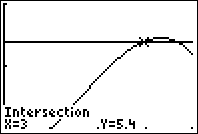 Intersection
X=3 Y=5.4